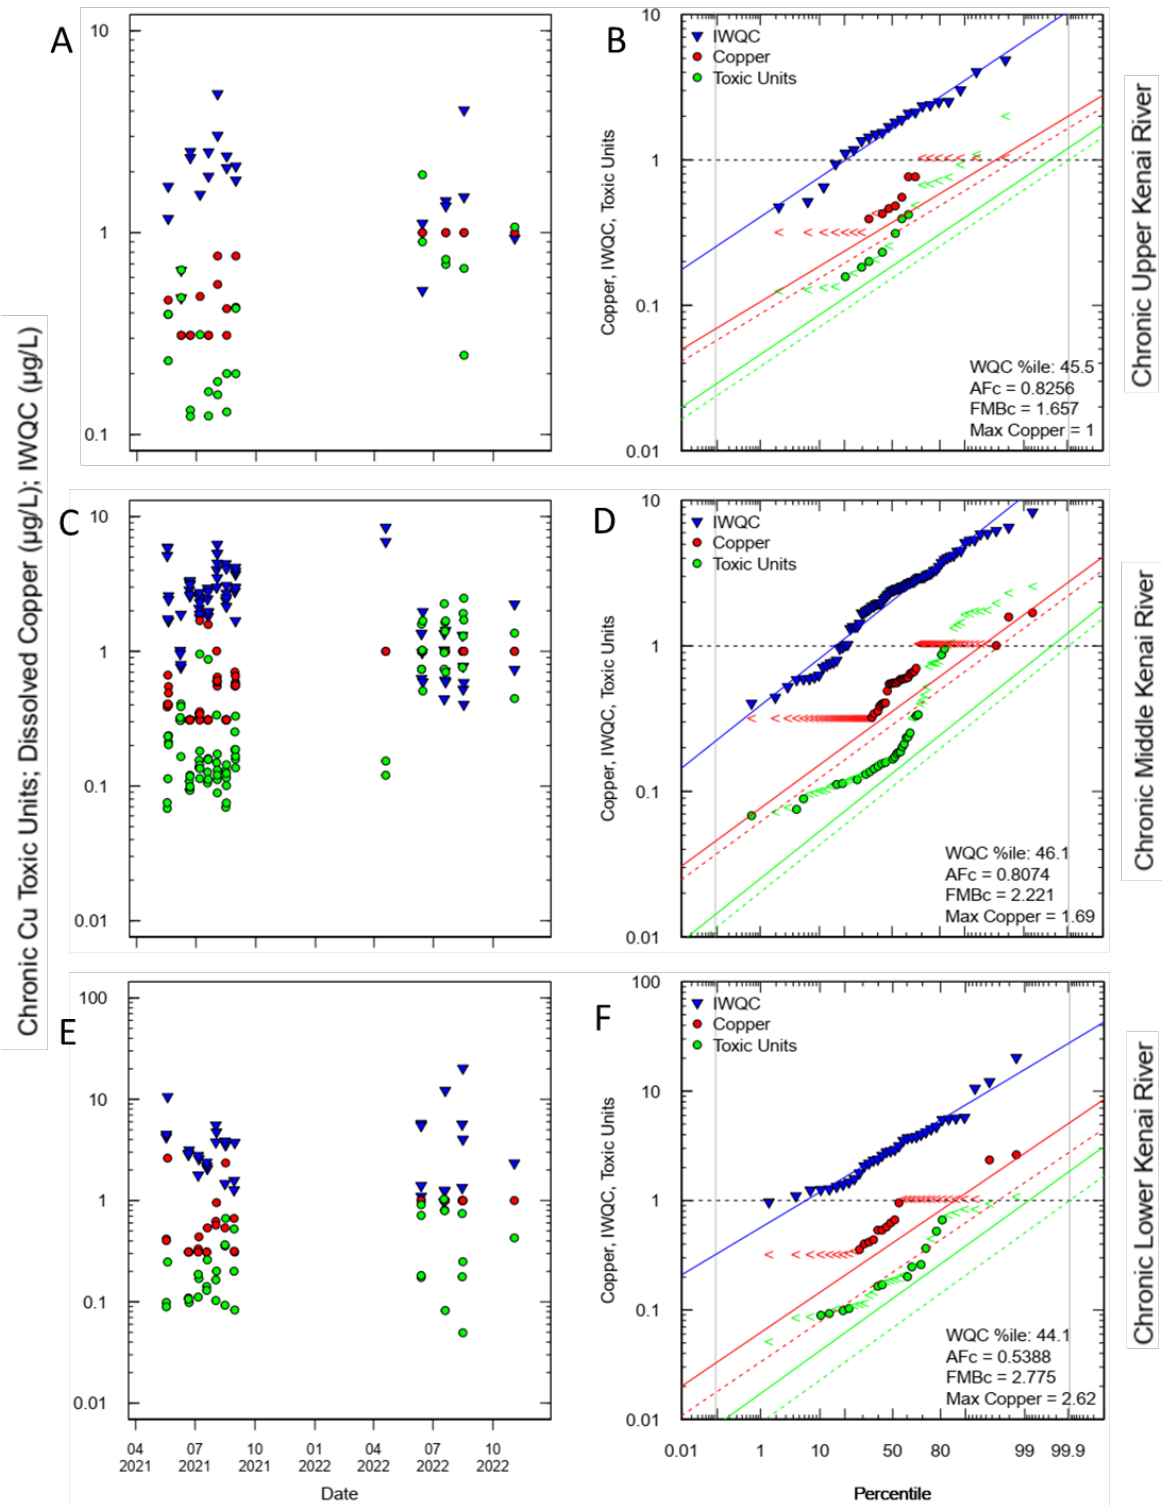 Chronic Cu Toxic Units; Dissolved Copper (µg/L); IWQC (µg/L)
A
10
1
0.1
B
Copper, IWQC, Toxic Units
10
1
0.1
0.01
IWQC
Copper
Toxic Units
WQC %ile: 45.5
AFc = 0.8256
FMBc = 1.657
Max Copper = 1
Chronic Upper Kenai River
C
10
1
0.1
0.01
D
Copper, IWQC, Toxic Units
10
1
0.1
0.01
IWQC
Copper
Toxic Units
WQC %ile: 46.1
AFc = 0.8074
FMBc = 2.221
Max Copper = 1.69
Chronic Middle Kenai River
E
100
10
1
0.1
0.01
04 07 10 01 04 07 10
2021 2021 2021 2022 2022 2022 2022
Date
F
Copper, IWQC, Toxic Units
100
10
1
0.1
0.01
IWQC
Copper
Toxic Units
WQC %ile: 44.1
AFc = 0.5388
FMBc = 2.775
Max Copper = 2.62
0.01 1 10 50 80 99 99.9
Percentile
Chronic Lower Kenai River